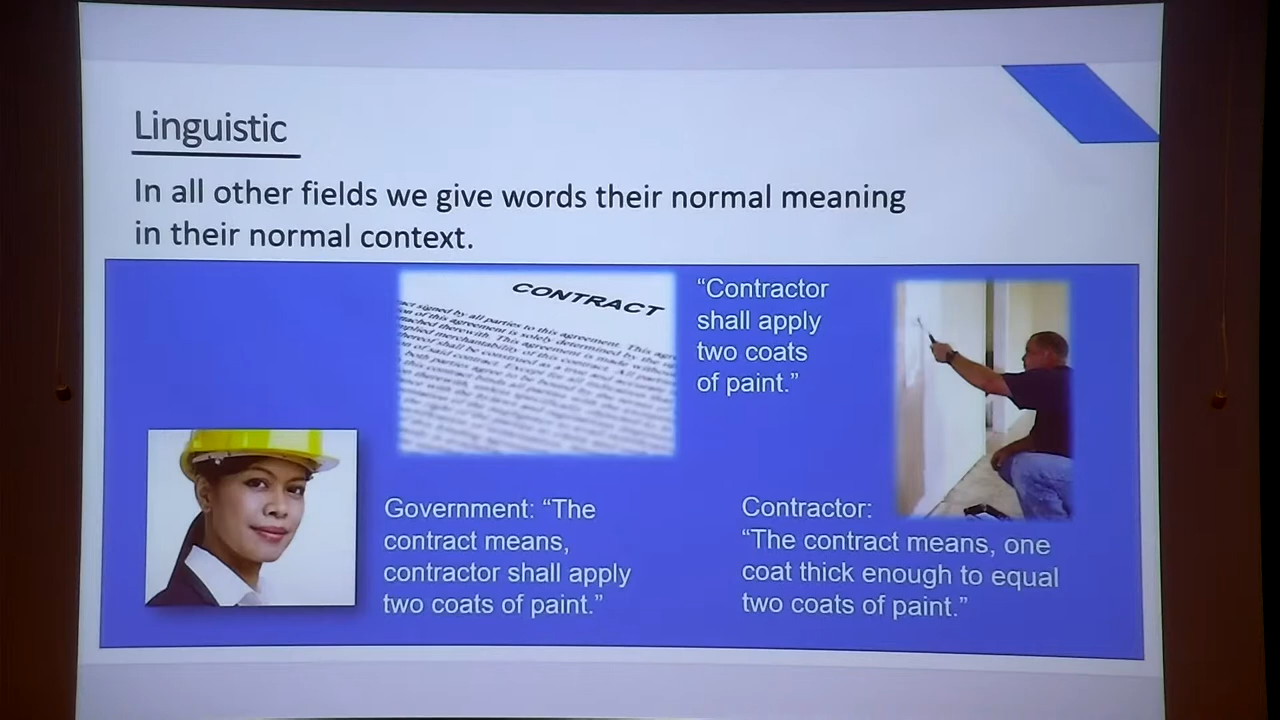 Linguistic
In all other fields we give words their normal meaning
in their normal context.
CONTRACT
“Contractor
shall apply
two coats
of paint.”
Government: “The
contract means,
contractor shall apply
two coats of paint.”
Contractor:
“The contract means, one
coat thick enough to equal
two coats of paint.”